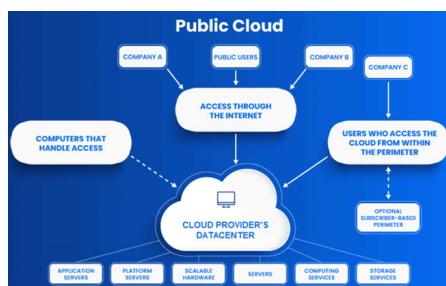 Public Cloud
COMPANY A
PUBLIC USERS
COMPANY B
COMPANY C
ACCESS THROUGH
THE INTERNET
COMPUTERS THAT
HANDLE ACCESS
USERS WHO ACCESS THE
CLOUD FROM WITHIN
THE PERIMETER
CLOUD PROVIDER'S
DATACENTER
OPTIONAL
SUBSCRIBER-BASED
PERIMETER
APPLICATION
SERVERS
PLATFORM
SERVERS
SCALABLE
HARDWARE
SERVERS
COMPUTING
SERVICES
STORAGE
SERVICES